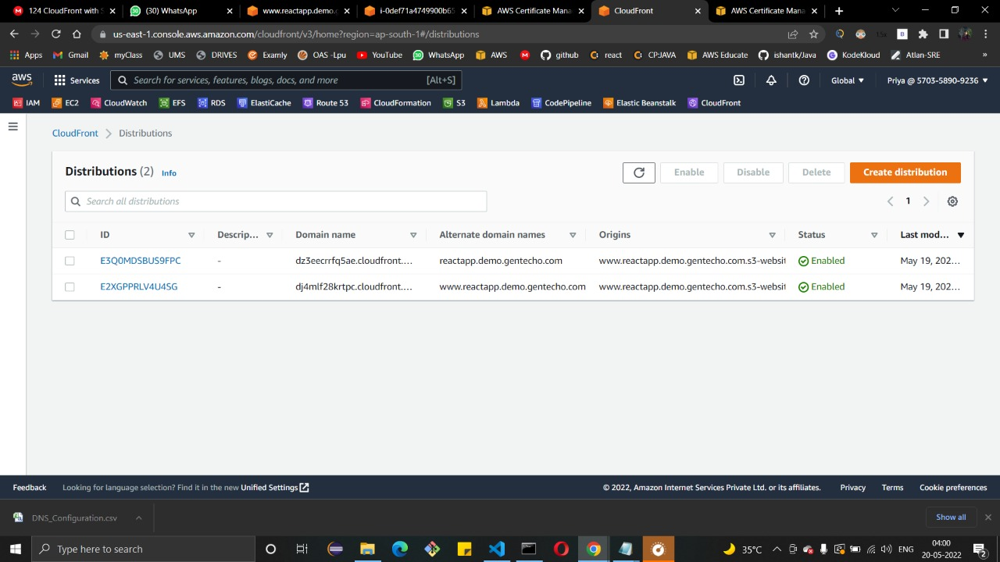 124 CloudFront with S
(30) WhatsApp
www.reactapp.demo.c
i-0def71a4749900b65
AWS Certificate Mana
CloudFront
AWS Certificate Mana
us-east-1.console.aws.amazon.com/cloudfront/v3/home?region=ap-south-1#/distributions
1.5x
Apps
Gmail
myClass
UMS
DRIVES
Examly
OAS -Lpu
YouTube
WhatsApp
AWS
github
react
CPJAVA
AWS Educate
ishantk/Java
KodeKloud
Atlan-SRE
»
aws
Services
Search for services, features, blogs, docs, and more
[Alt+S]
Global
Priya @ 5703-5890-9236
IAM
EC2
CloudWatch
EFS
RDS
ElastiCache
Route 53
CloudFormation
S3
Lambda
CodePipeline
Elastic Beanstalk
CloudFront
CloudFront
Distributions
Distributions (2)
Info
Enable
Disable
Delete
Create distribution
Search all distributions
1
ID
Descrip...
Domain name
Alternate domain names
Origins
Status
Last mod...
E3Q0MDSBUS9FPC
-
dz3eecrrfq5ae.cloudfront....
reactapp.demo.gentecho.com
www.reactapp.demo.gentecho.com.s3-websit
Enabled
May 19, 202...
E2XGPPRLV4U4SG
-
dj4mlf28krtpc.cloudfront....
www.reactapp.demo.gentecho.com
www.reactapp.demo.gentecho.com.s3-websit
Enabled
May 19, 202...
Feedback
Looking for language selection? Find it in the new Unified Settings
© 2022, Amazon Internet Services Private Ltd. or its affiliates.
Privacy
Terms
Cookie preferences
DNS_Configuration.csv
Show all
Type here to search
35°C
ENG
04:00
20-05-2022
2